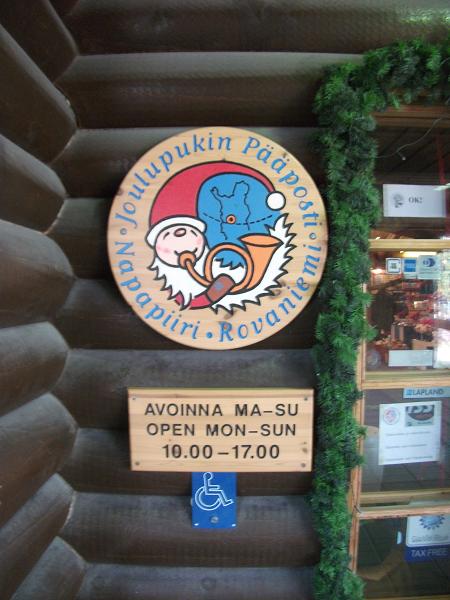 Joulupukin Pääposti
Napapiiri • Rovaniemi
AVOINNA MA-SU
OPEN MON-SUN
10.00-17.00
OK!
LAPLAND
TAX FREE